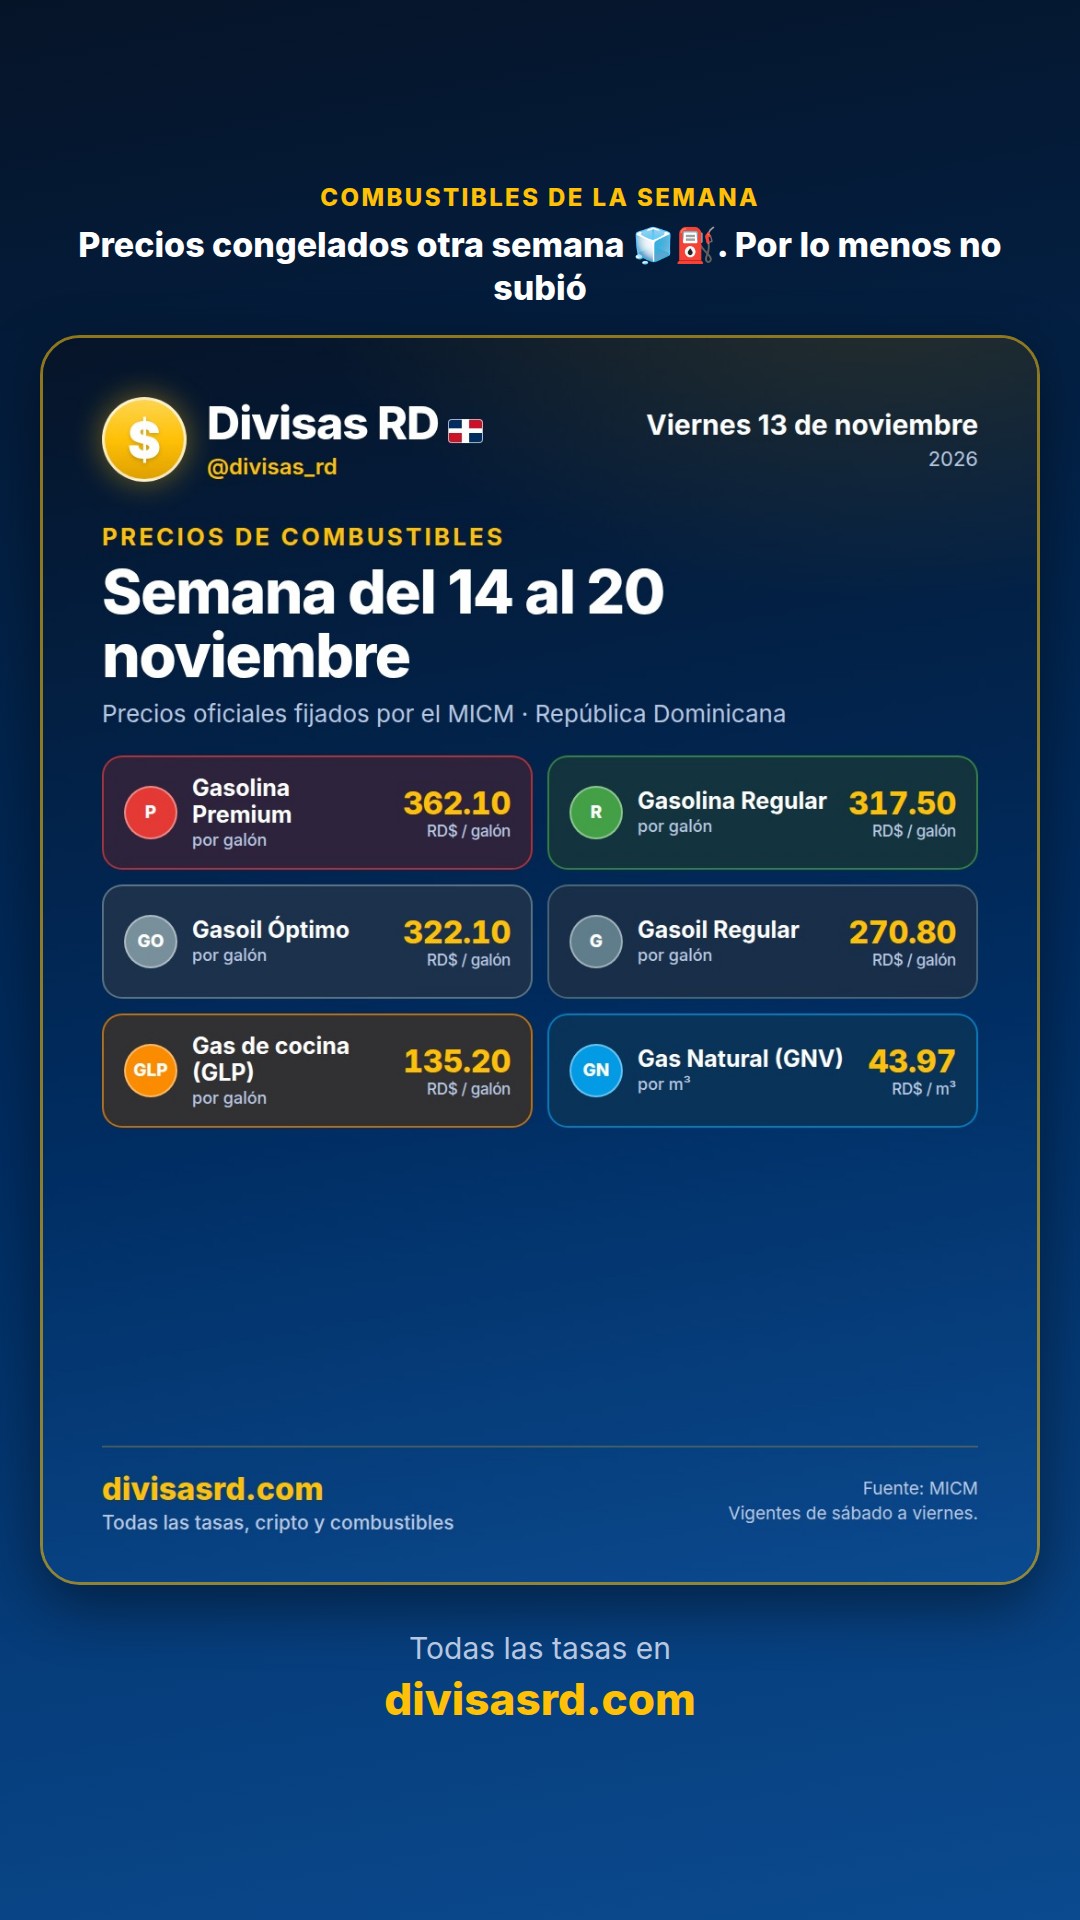 COMBUSTIBLES DE LA SEMANA
Precios congelados otra semana 🧊⛽. Por lo menos no
subió
$
Divisas RD
@divisas_rd
Viernes 13 de noviembre
2026
PRECIOS DE COMBUSTIBLES
Semana del 14 al 20
noviembre
Precios oficiales fijados por el MICM · República Dominicana
P
Gasolina
Premium
por galón
362.10
RD$ / galón
R
Gasolina Regular
por galón
317.50
RD$ / galón
GO
Gasoil Óptimo
por galón
322.10
RD$ / galón
G
Gasoil Regular
por galón
270.80
RD$ / galón
GLP
Gas de cocina
(GLP)
por galón
135.20
RD$ / galón
GN
Gas Natural (GNV)
por m³
43.97
RD$ / m³
divisasrd.com
Todas las tasas, cripto y combustibles
Fuente: MICM
Vigentes de sábado a viernes.
Todas las tasas en
divisasrd.com